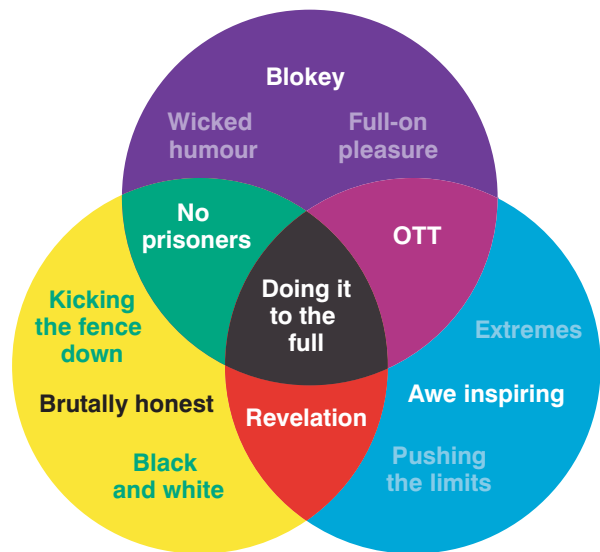 Blokey
Wicked
humour
Full-on
pleasure
No
prisoners
OTT
Doing it
to the
full
Kicking
the fence
down
Extremes
Brutally honest
Revelation
Awe inspiring
Black
and white
Pushing
the limits